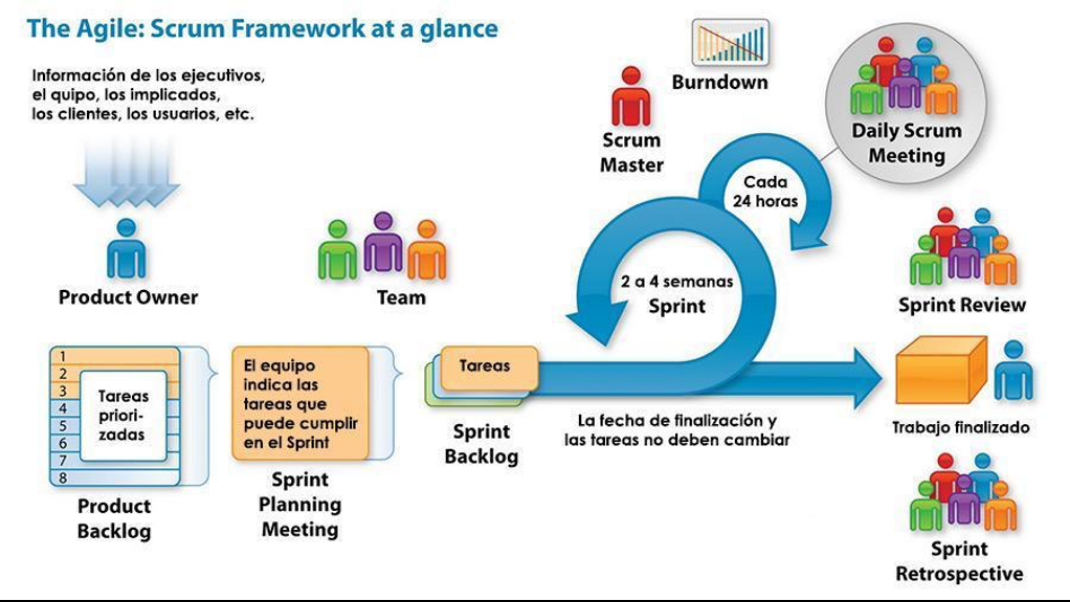 The Agile: Scrum Framework at a glance
Información de los ejecutivos,
el quipo, los implicados,
los clientes, los usuarios, etc.
Product Owner
Team
Scrum
Master
Burndown
Daily Scrum
Meeting
Cada
24 horas
2 a 4 semanas
Sprint
Sprint Review
1
2
3
4
5
6
7
8
Tareas
priori-
zadas
Product
Backlog
El equipo
indica las
tareas que
puede cumplir
en el Sprint
Sprint
Planning
Meeting
Tareas
Sprint
Backlog
La fecha de finalización y
las tareas no deben cambiar
Trabajo finalizado
Sprint
Retrospective